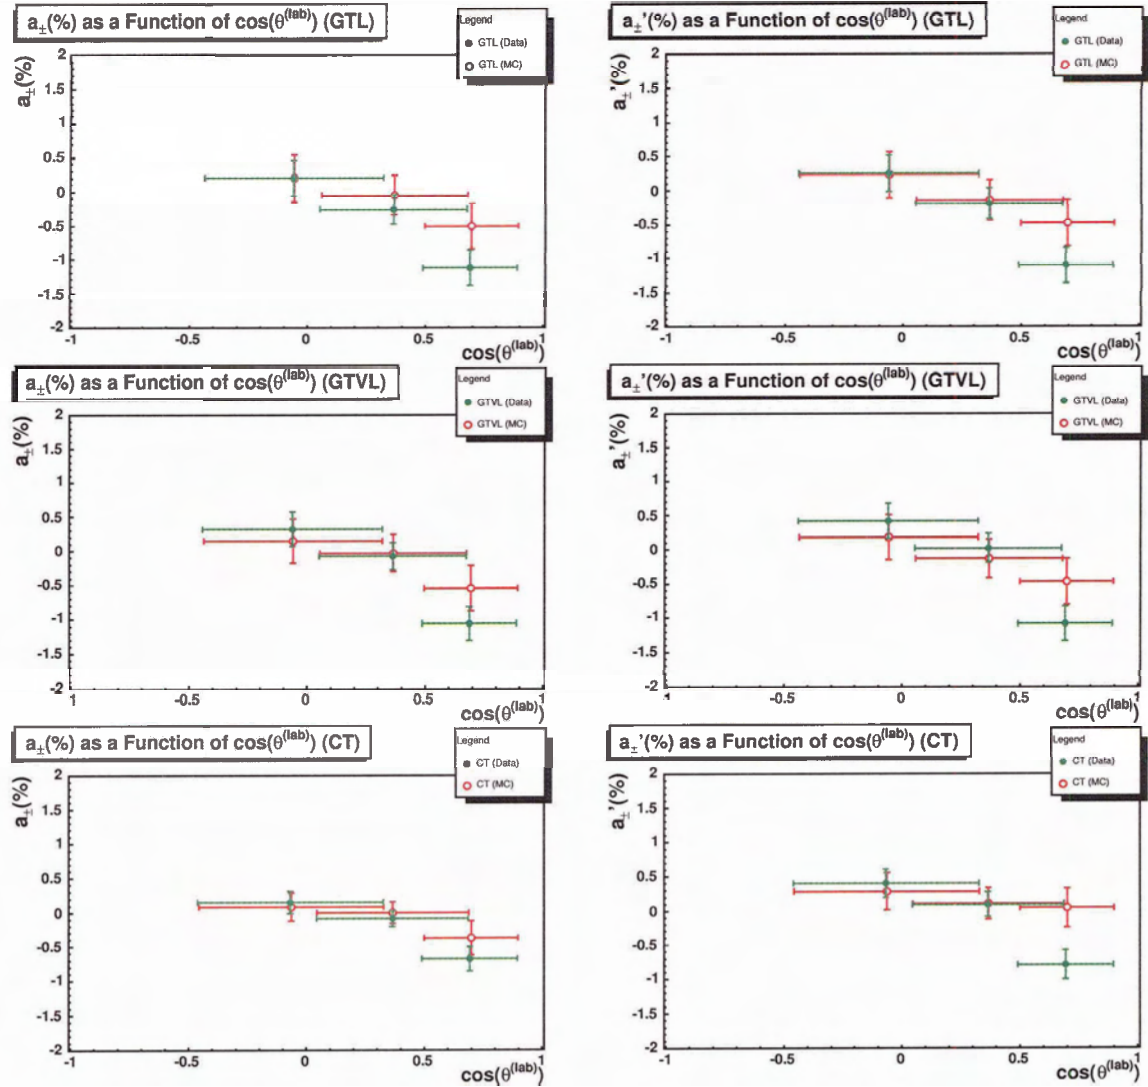 a±(%) as a Function of cos(θ(lab)) (GTL)
Legend
GTL (Data)
GTL (MC)
a±(%)
2
1.5
1
0.5
0
-0.5
-1
-1.5
-2
-1
-0.5
0
0.5
1
cos(θ(lab))
a±'(%) as a Function of cos(θ(lab)) (GTL)
Legend
GTL (Data)
GTL (MC)
a±'(%)
2
1.5
1
0.5
0
-0.5
-1
-1.5
-2
-1
-0.5
0
0.5
1
cos(θ(lab))
a±(%) as a Function of cos(θ(lab)) (GTVL)
Legend
GTVL (Data)
GTVL (MC)
a±(%)
2
1.5
1
0.5
0
-0.5
-1
-1.5
-2
1
-0.5
0
0.5
1
cos(θ(lab))
a±'(%) as a Function of cos(θ(lab)) (GTVL)
Legend
GTVL (Data)
GTVL (MC)
a±'(%)
2
1.5
1
0.5
0
-0.5
-1
-1.5
-2
-1
-0.5
0
0.5
1
cos(θ(lab))
a±(%) as a Function of cos(θ(lab)) (CT)
Legend
CT (Data)
CT (MC)
a±(%)
2
1.5
1
0.5
0
-0.5
-1
-1.5
-2
-1
-0.5
0
0.5
1
cos(θ(lab))
a±'(%) as a Function of cos(θ(lab)) (CT)
Legend
CT (Data)
CT (MC)
a±'(%)
2
1.5
1
0.5
0
-0.5
-1
-1.5
-2
-1
-0.5
0
0.5
1
cos(θ(lab))